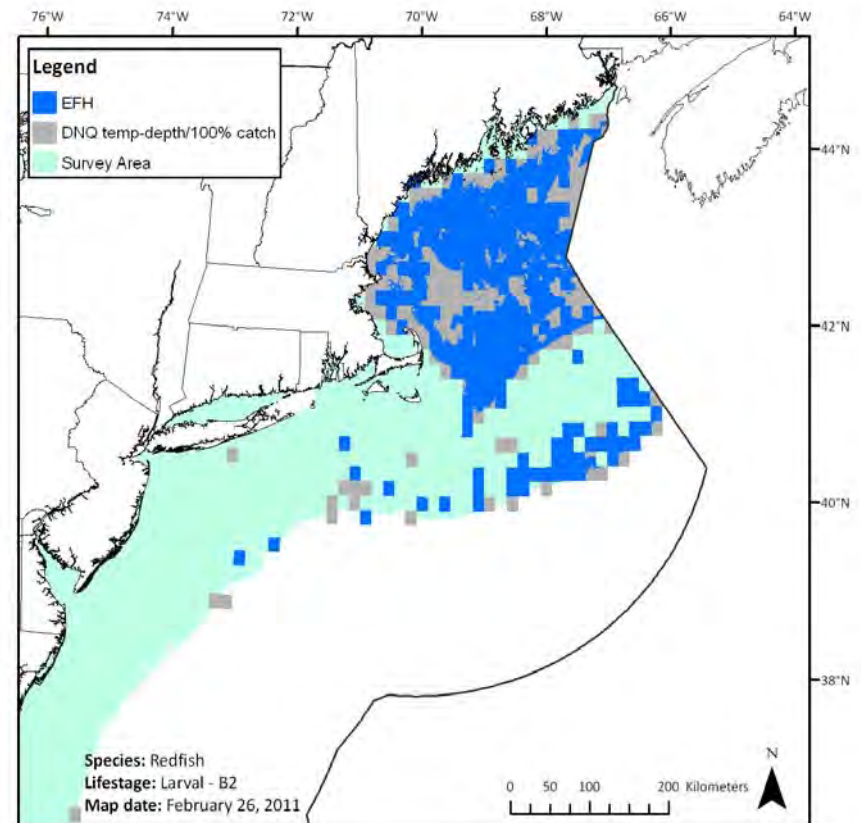 76°W 74°W 72°W 70°W 68°W 66°W 64°W
Legend
EFH
DNQ temp-depth/100% catch
Survey Area
44°N
42°N
40°N
38°N
Species: Redfish
Lifestage: Larval - B2
Map date: February 26, 2011
0 50 100 200 Kilometers
N